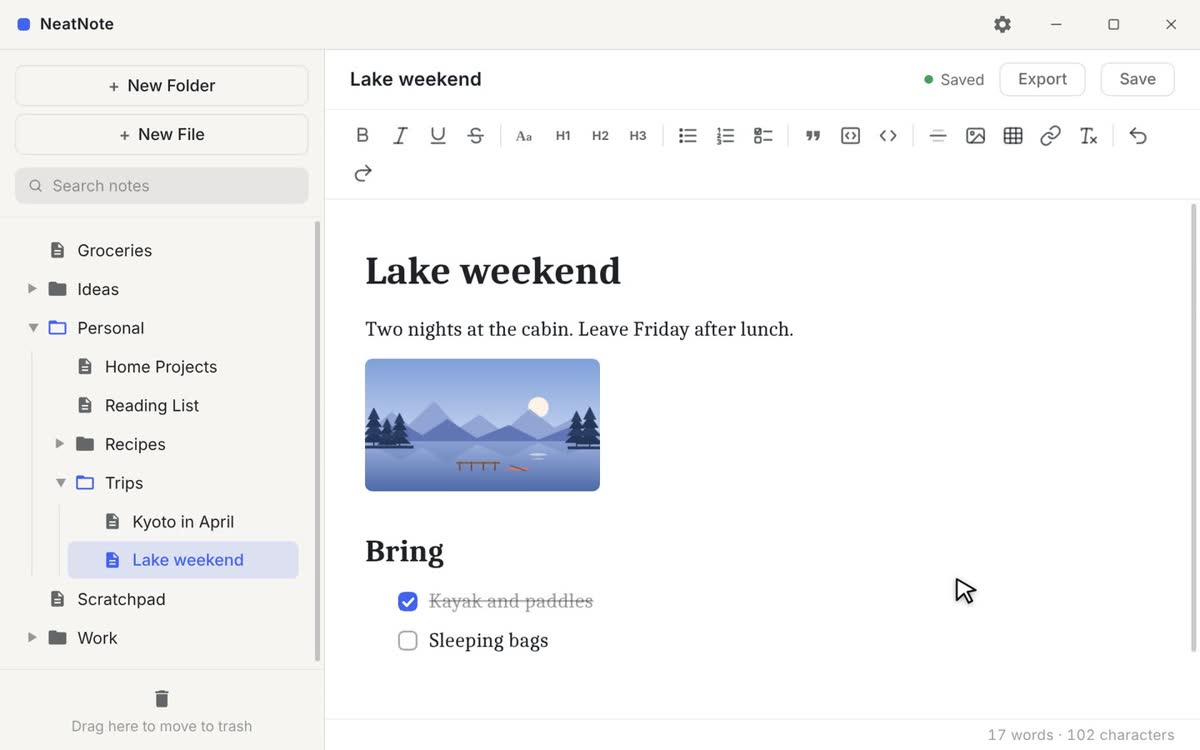 NeatNote
+ New Folder
+ New File
Search notes
Groceries
Ideas
Personal
Home Projects
Reading List
Recipes
Trips
Kyoto in April
Lake weekend
Scratchpad
Work
Drag here to move to trash
Lake weekend
Saved
Export
Save
B I U S Aa H1 H2 H3
Lake weekend
Two nights at the cabin. Leave Friday after lunch.
Bring
Kayak and paddles
Sleeping bags
17 words · 102 characters